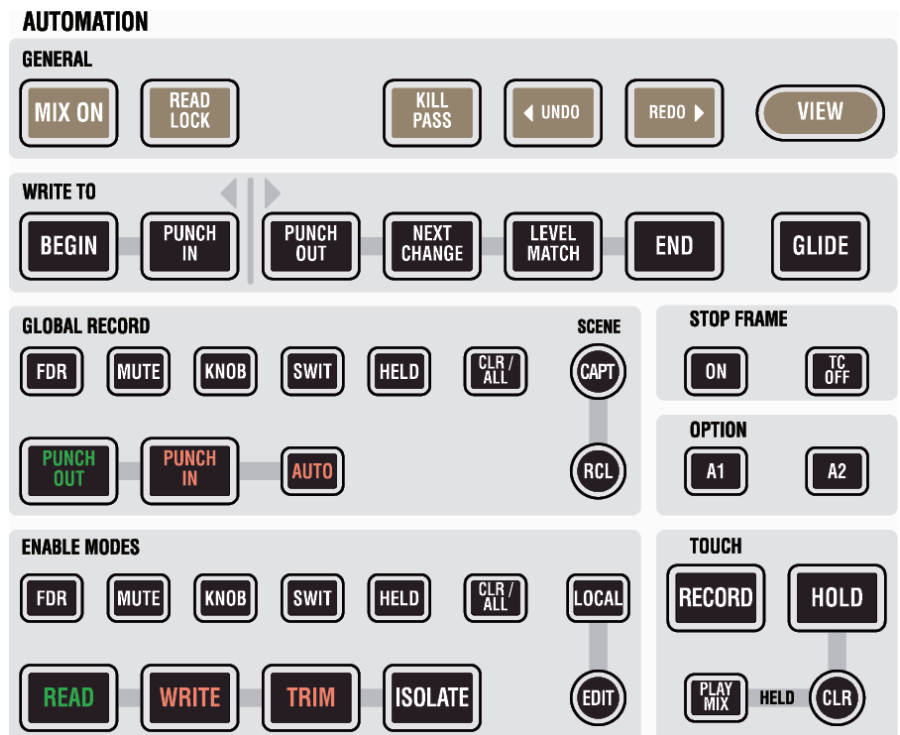 AUTOMATION
GENERAL
MIX ON
READ
LOCK
KILL
PASS
UNDO
REDO
VIEW
WRITE TO
BEGIN
PUNCH
IN
PUNCH
OUT
NEXT
CHANGE
LEVEL
MATCH
END
GLIDE
GLOBAL RECORD
SCENE
FDR
MUTE
KNOB
SWIT
HELD
CLR /
ALL
CAPT
PUNCH
OUT
PUNCH
IN
AUTO
RCL
STOP FRAME
ON
TC
OFF
OPTION
A1
A2
ENABLE MODES
FDR
MUTE
KNOB
SWIT
HELD
CLR /
ALL
LOCAL
READ
WRITE
TRIM
ISOLATE
EDIT
TOUCH
RECORD
HOLD
PLAY
MIX
HELD
CLR